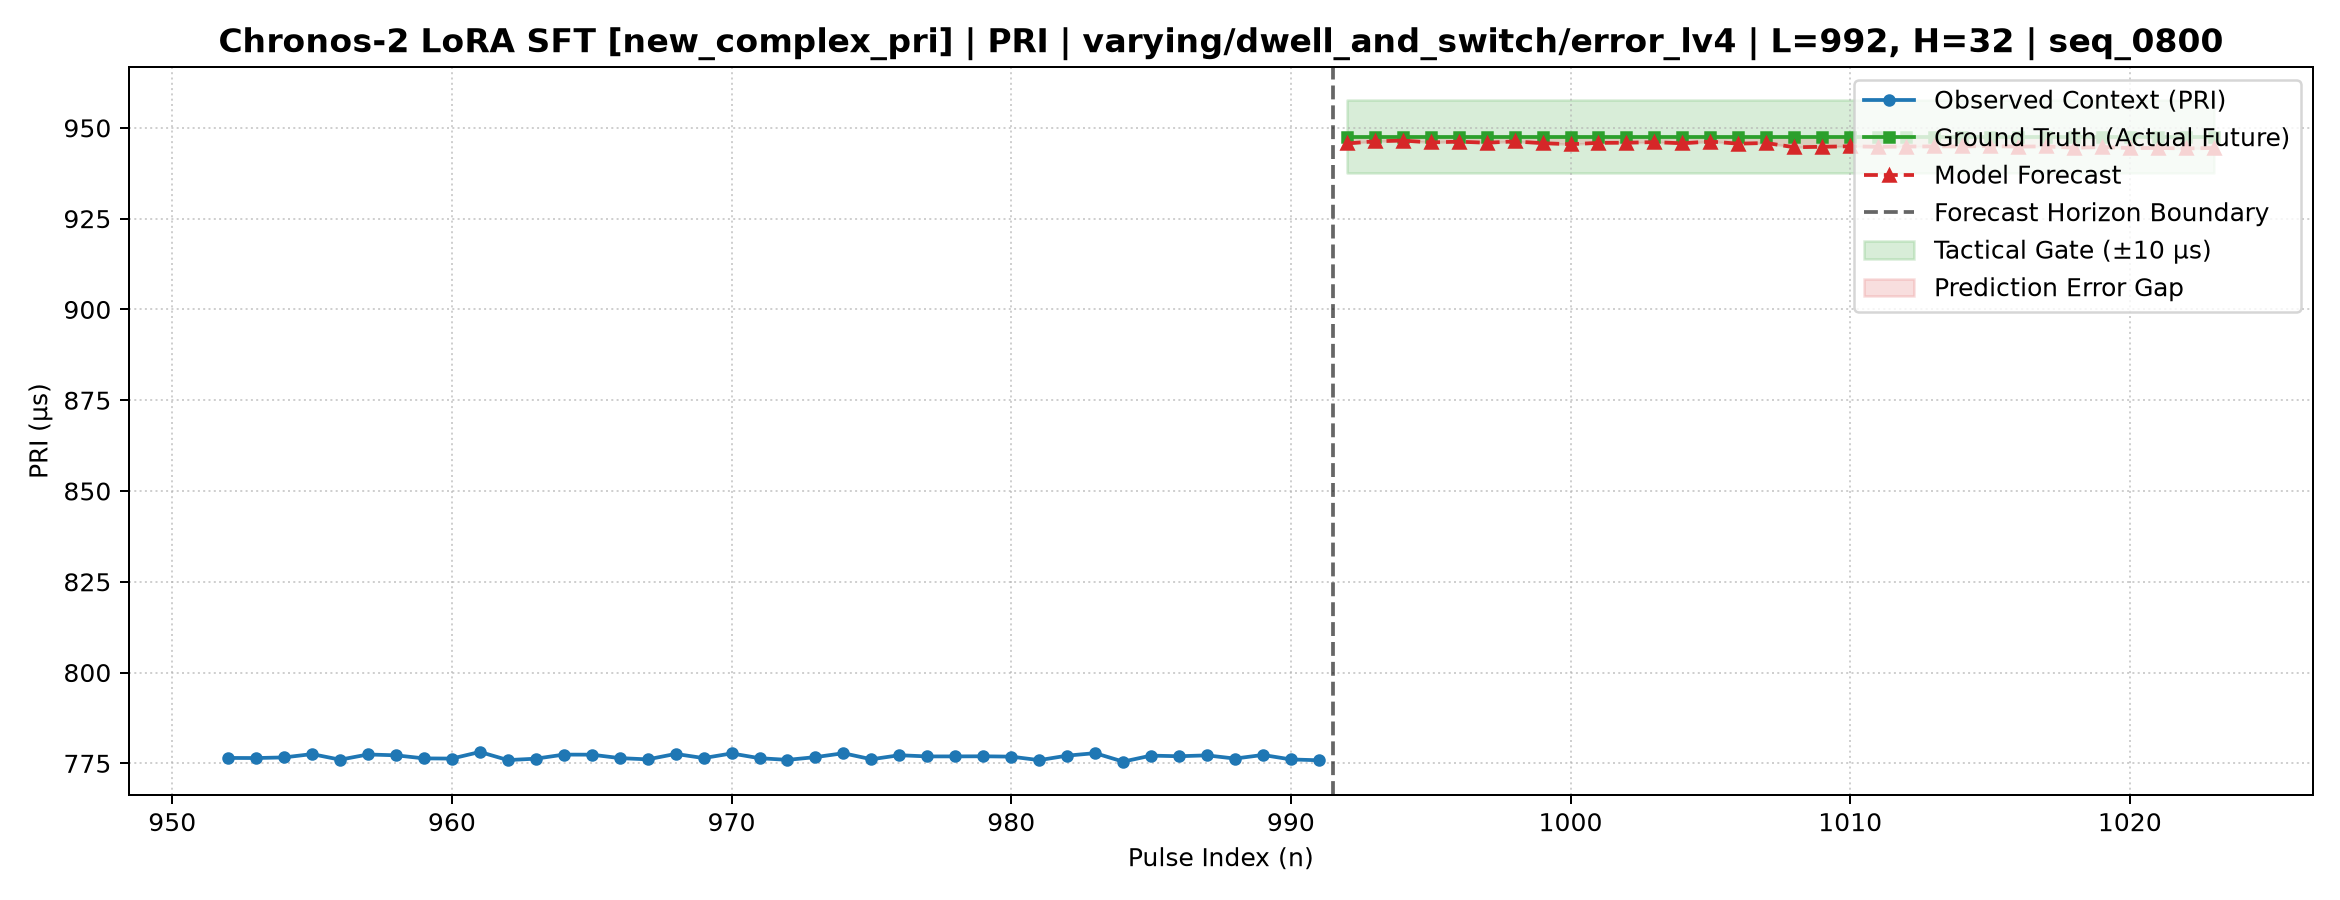 Chronos-2 LoRA SFT [new_complex_pri] | PRI | varying/dwell_and_switch/error_lv4 | L=992, H=32 | seq_0800
Observed Context (PRI)
Ground Truth (Actual Future)
Model Forecast
Forecast Horizon Boundary
Tactical Gate (±10 µs)
Prediction Error Gap
PRI (µs)
950
925
900
875
850
825
800
775
950 960 970 980 990 1000 1010 1020
Pulse Index (n)